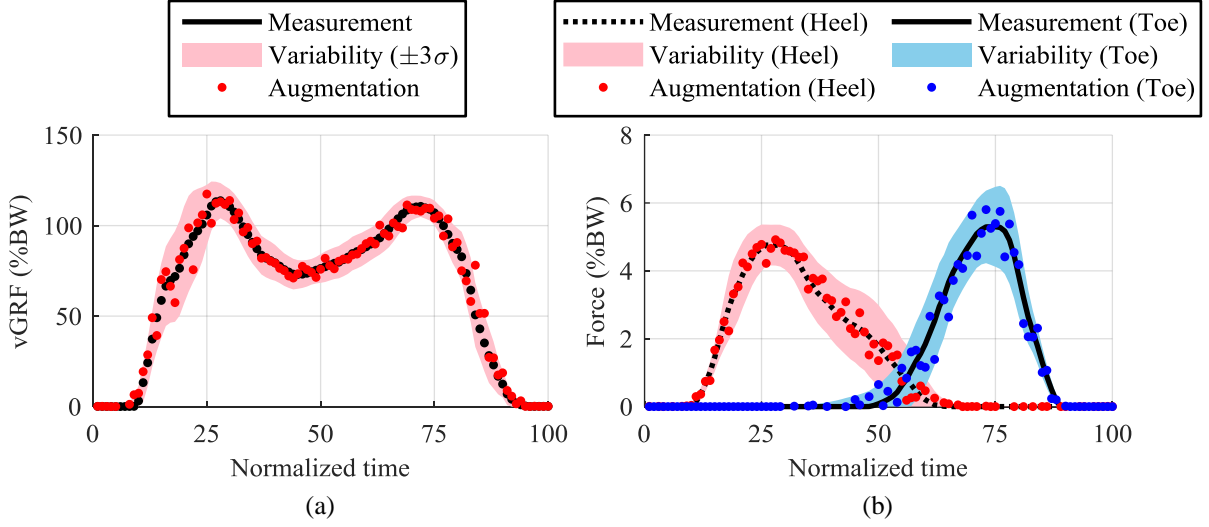 Measurement
Variability (±3σ)
Augmentation
Measurement (Heel)
Variability (Heel)
Augmentation (Heel)
Measurement (Toe)
Variability (Toe)
Augmentation (Toe)
vGRF (%BW)
150
100
50
0
0 25 50 75 100
Normalized time
(a)
Force (%BW)
8
6
4
2
0
0 25 50 75 100
Normalized time
(b)